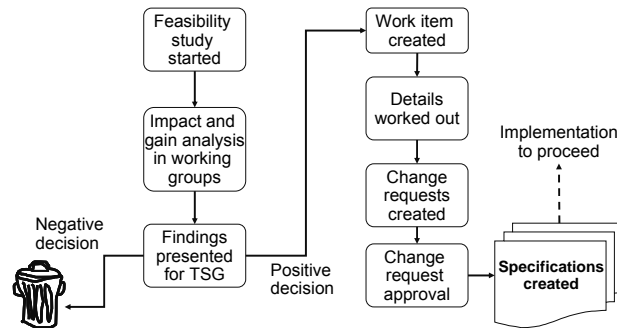 Feasibility
study
started
Impact and
gain analysis
in working
groups
Findings
presented
for TSG
Negative
decision
Positive
decision
Work item
created
Details
worked out
Change
requests
created
Change
request
approval
Specifications
created
Implementation
to proceed